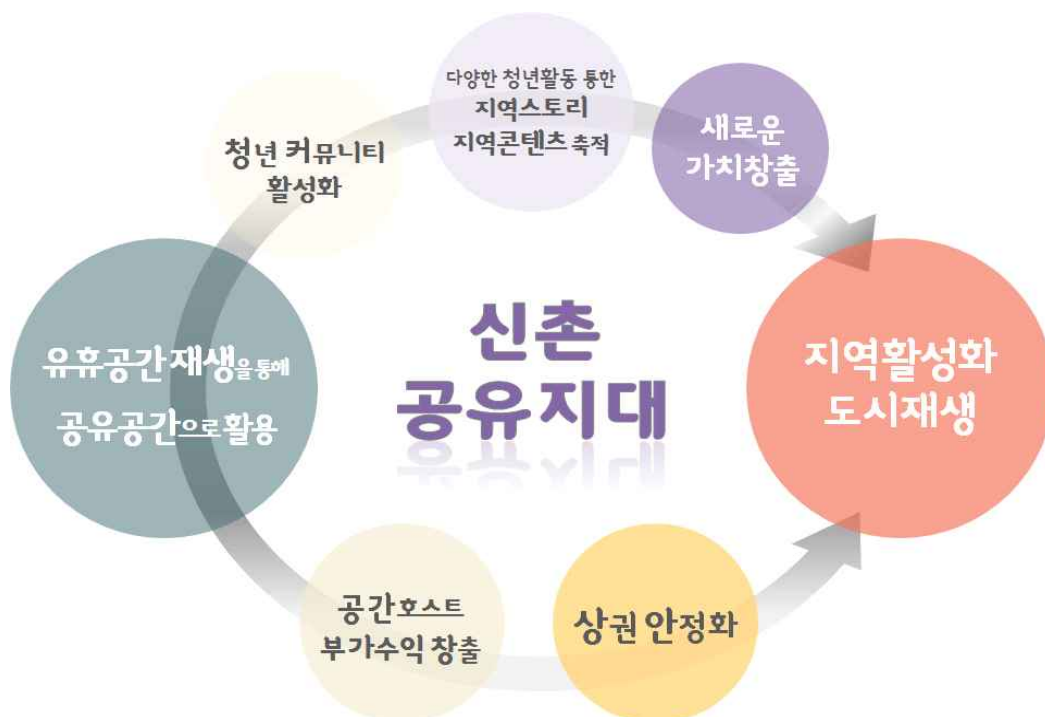 다양한 청년활동 통한
지역스토리
지역콘텐츠 축적
청년 커뮤니티
활성화
새로운
가치창출
유휴공간 재생을 통해
공유공간으로 활용
신촌
공유지대
지역활성화
도시재생
공간호스트
부가수익 창출
상권 안정화